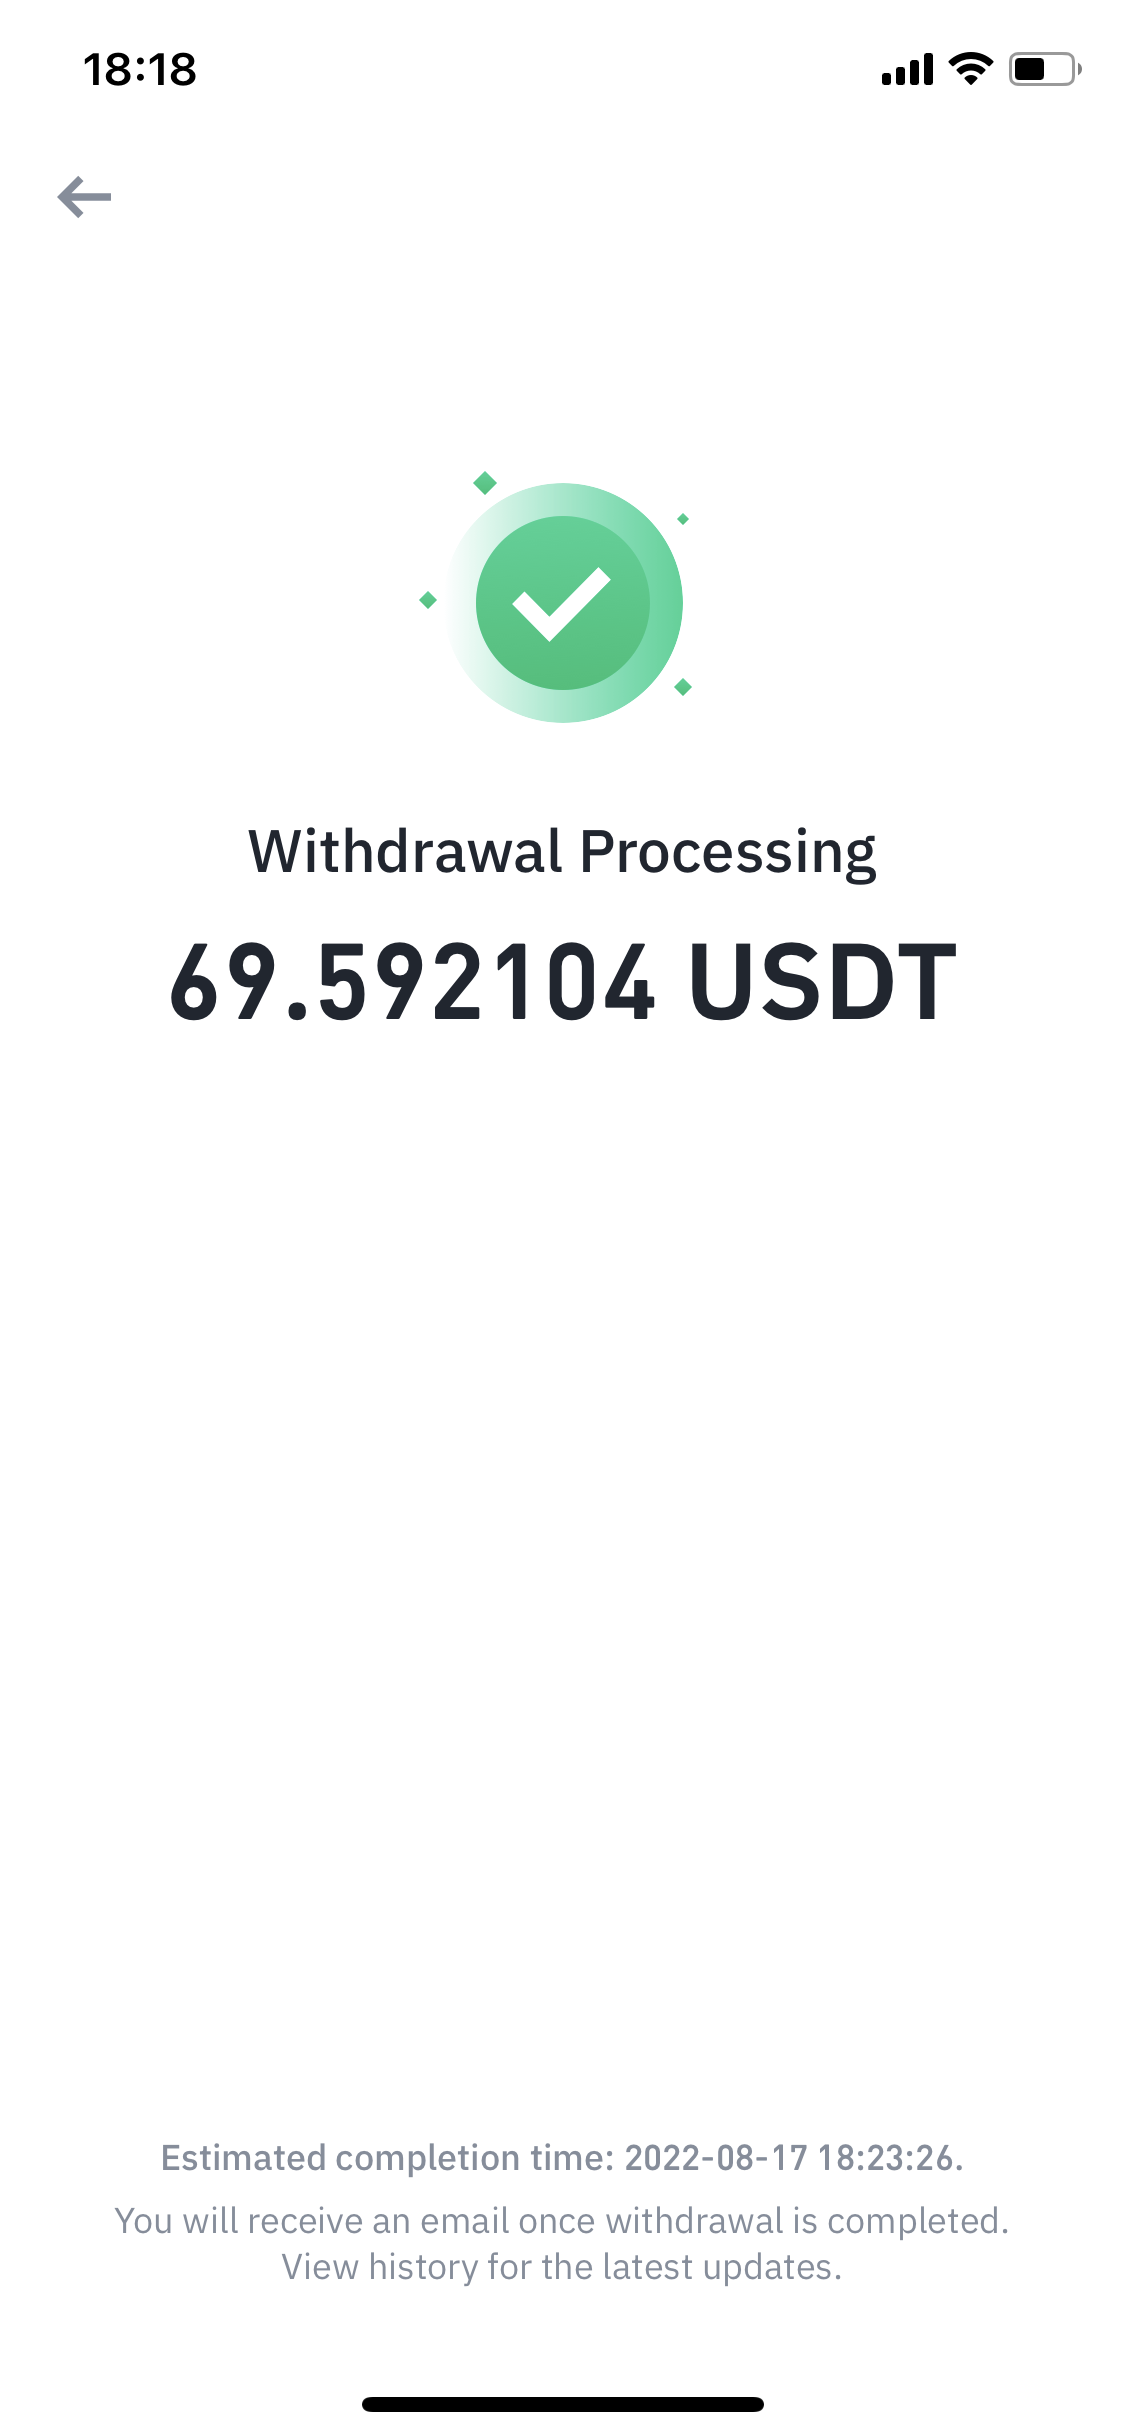 18:18
Withdrawal Processing
69.592104 USDT
Estimated completion time: 2022-08-17 18:23:26.
You will receive an email once withdrawal is completed.
View history for the latest updates.